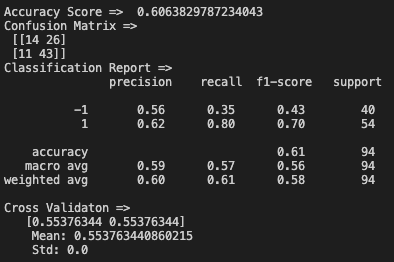 Accuracy Score =>  0.6063829787234043
Confusion Matrix =>
 [[14 26]
 [11 43]]
Classification Report =>
              precision    recall  f1-score   support

          -1       0.56      0.35      0.43        40
           1       0.62      0.80      0.70        54

    accuracy                           0.61        94
   macro avg       0.59      0.57      0.56        94
weighted avg       0.60      0.61      0.58        94

Cross Validaton =>
   [0.55376344 0.55376344]
    Mean: 0.553763440860215
    Std: 0.0